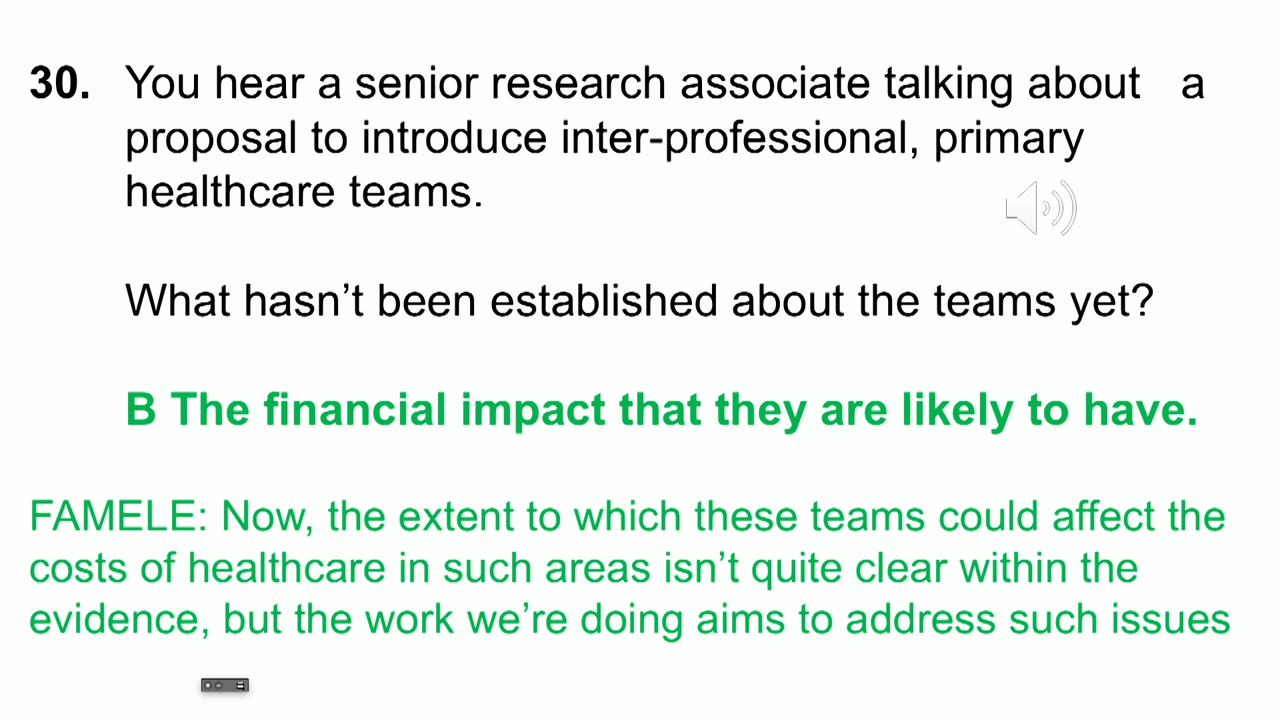 30. You hear a senior research associate talking about a
proposal to introduce inter-professional, primary
healthcare teams.
What hasn’t been established about the teams yet?
B The financial impact that they are likely to have.
FAMELE: Now, the extent to which these teams could affect the
costs of healthcare in such areas isn’t quite clear within the
evidence, but the work we’re doing aims to address such issues